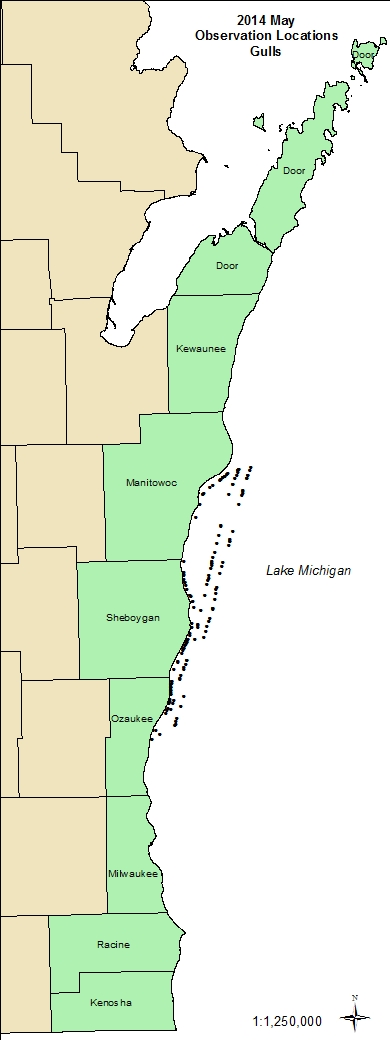 2014 May
Observation Locations
Gulls
Door
Door
Door
Kewaunee
Manitowoc
Lake Michigan
Sheboygan
Ozaukee
Milwaukee
Racine
Kenosha
N
1:1,250,000